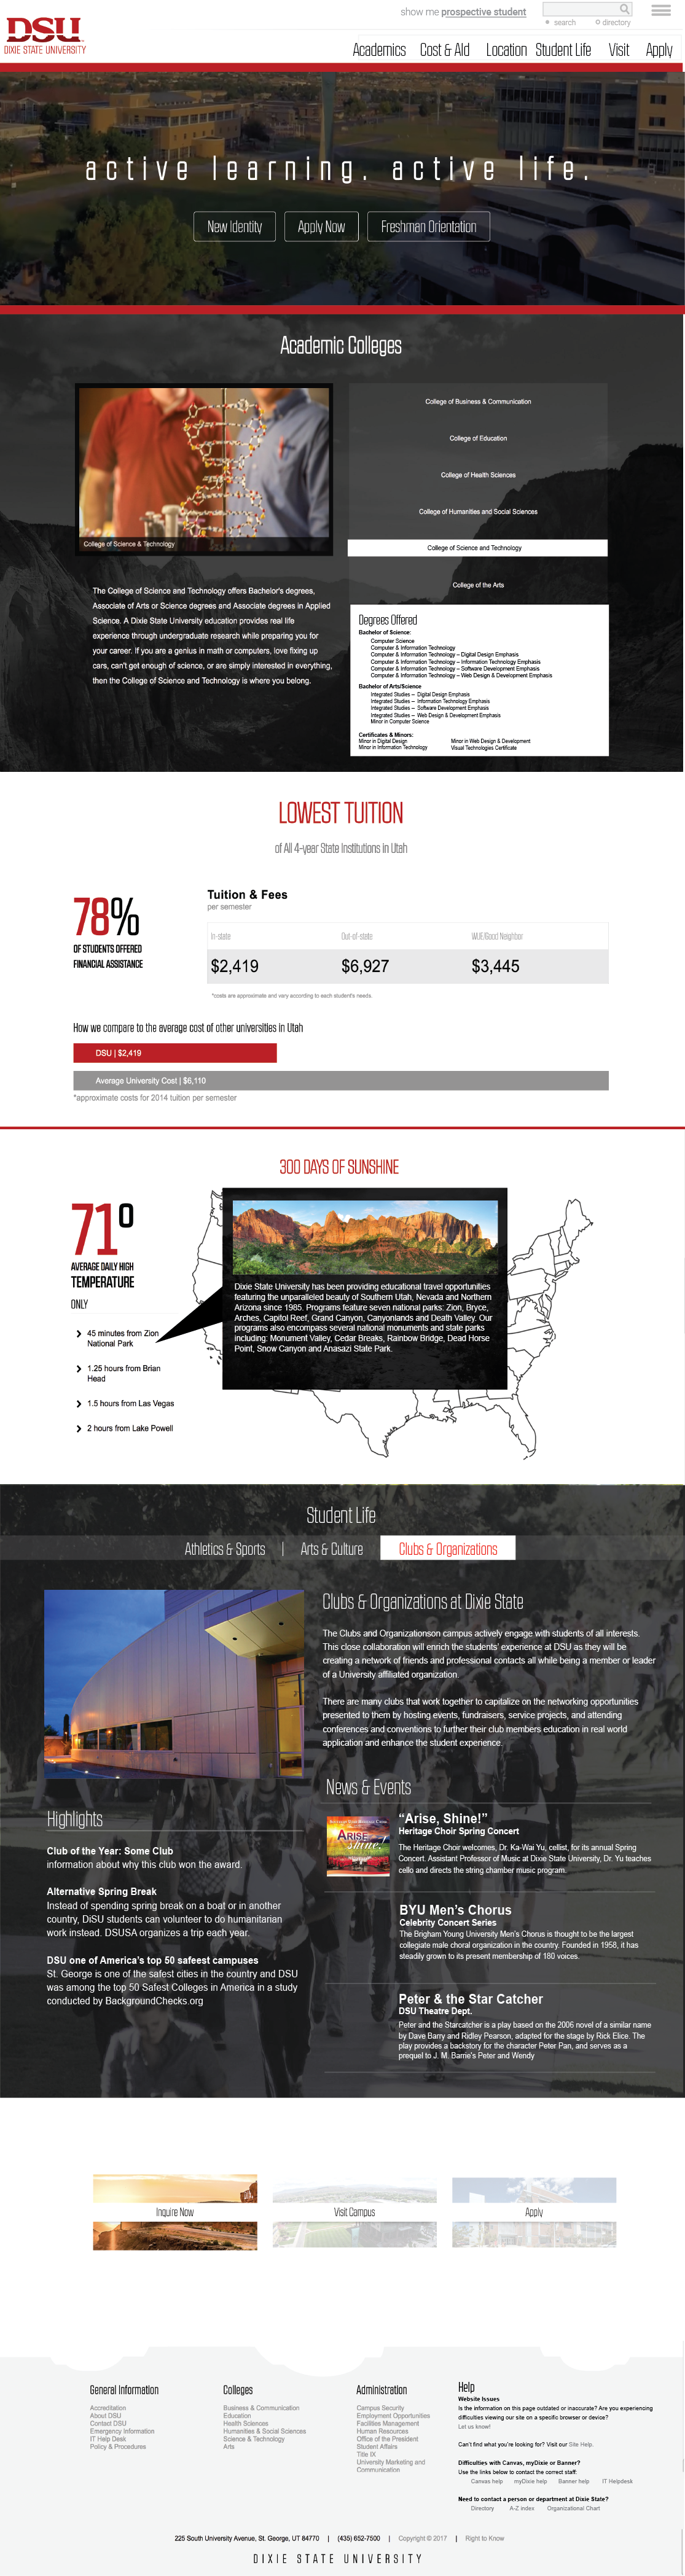 show me prospective student
search directory
DSU
DIXIE STATE UNIVERSITY
Academics Cost & AId Location Student Life Visit Apply
active learning. active life.
New Identity Apply Now Freshman Orientation
Academic Colleges
College of Business & Communication
College of Education
College of Health Sciences
College of Humanities and Social Sciences
College of Science & Technology
College of Science and Technology
College of the Arts
The College of Science and Technology offers Bachelor's degrees,
Associate of Arts or Science degrees and Associate degrees in Applied
Science. A Dixie State University education provides real life
experience through undergraduate research while preparing you for
your career. If you are a genius in math or computers, love fixing up
cars, can't get enough of science, or are simply interested in everything,
then the College of Science and Technology is where you belong.
Degrees Offered
Bachelor of Science:
Computer Science
Computer & Information Technology
Computer & Information Technology – Digital Design Emphasis
Computer & Information Technology – Information Technology Emphasis
Computer & Information Technology – Software Development Emphasis
Computer & Information Technology – Web Design & Development Emphasis
Bachelor of Arts/Science
Integrated Studies – Digital Design Emphasis
Integrated Studies – Information Technology Emphasis
Integrated Studies – Software Development Emphasis
Integrated Studies – Web Design & Development Emphasis
Minor in Computer Science
Certificates & Minors:
Minor in Digital Design Minor in Web Design & Development
Minor in Information Technology Visual Technologies Certificate
LOWEST TUITION
of All 4-year State Institutions in Utah
78%
OF STUDENTS OFFERED
FINANCIAL ASSISTANCE
Tuition & Fees
per semester
In-state Out-of-state WUE/Good Neighbor
$2,419 $6,927 $3,445
*costs are approximate and vary according to each student's needs.
How we compare to the average cost of other universities in Utah
DSU | $2,419
Average University Cost | $6,110
*approximate costs for 2014 tuition per semester
300 DAYS OF SUNSHINE
71º
AVERAGE DAILY HIGH
TEMPERATURE
ONLY
45 minutes from Zion
National Park
1.25 hours from Brian
Head
1.5 hours from Las Vegas
2 hours from Lake Powell
Dixie State University has been providing educational travel opportunities
featuring the unparalleled beauty of Southern Utah, Nevada and Northern
Arizona since 1985. Programs feature seven national parks: Zion, Bryce,
Arches, Capitol Reef, Grand Canyon, Canyonlands and Death Valley. Our
programs also encompass several national monuments and state parks
including: Monument Valley, Cedar Breaks, Rainbow Bridge, Dead Horse
Point, Snow Canyon and Anasazi State Park.
Student Life
Athletics & Sports | Arts & Culture Clubs & Organizations
Clubs & Organizations at Dixie State
The Clubs and Organizationson campus actively engage with students of all interests.
This close collaboration will enrich the students' experience at DSU as they will be
creating a network of friends and professional contacts all while being a member or leader
of a University affiliated organization.
There are many clubs that work together to capitalize on the networking opportunities
presented to them by hosting events, fundraisers, service projects, and attending
conferences and conventions to further their club members education in real world
application and enhance the student experience.
Highlights
Club of the Year: Some Club
information about why this club won the award.
Alternative Spring Break
Instead of spending spring break on a boat or in another
country, DiSU students can volunteer to do humanitarian
work instead. DSUSA organizes a trip each year.
DSU one of America's top 50 safeest campuses
St. George is one of the safest cities in the country and DSU
was among the top 50 Safest Colleges in America in a study
conducted by BackgroundChecks.org
News & Events
ARISE
shine!
“Arise, Shine!”
Heritage Choir Spring Concert
The Heritage Choir welcomes, Dr. Ka-Wai Yu, cellist, for its annual Spring
Concert. Assistant Professor of Music at Dixie State University, Dr. Yu teaches
cello and directs the string chamber music program.
BYU Men's Chorus
Celebrity Concert Series
The Brigham Young University Men's Chorus is thought to be the largest
collegiate male choral organization in the country. Founded in 1958, it has
steadily grown to its present membership of 180 voices.
Peter & the Star Catcher
DSU Theatre Dept.
Peter and the Starcatcher is a play based on the 2006 novel of a similar name
by Dave Barry and Ridley Pearson, adapted for the stage by Rick Elice. The
play provides a backstory for the character Peter Pan, and serves as a
prequel to J. M. Barrie's Peter and Wendy
Inquire Now Visit Campus Apply
General Information
Accreditation
About DSU
Contact DSU
Emergency Information
IT Help Desk
Policy & Procedures
Colleges
Business & Communication
Education
Health Sciences
Humanities & Social Sciences
Science & Technology
Arts
Administration
Campus Security
Employment Opportunities
Facilities Management
Human Resources
Office of the President
Student Affairs
Title IX
University Marketing and
Communication
Help
Website Issues
Is the information on this page outdated or inaccurate? Are you experiencing
difficulties viewing our site on a specific browser or device?
Let us know!
Can't find what you're looking for? Visit our Site Help.
Difficulties with Canvas, myDixie or Banner?
Use the links below to contact the correct staff:
Canvas help myDixie help Banner help IT Helpdesk
Need to contact a person or department at Dixie State?
Directory A-Z index Organizational Chart
225 South University Avenue, St. George, UT 84770 | (435) 652-7500 | Copyright © 2017 | Right to Know
DIXIE STATE UNIVERSITY